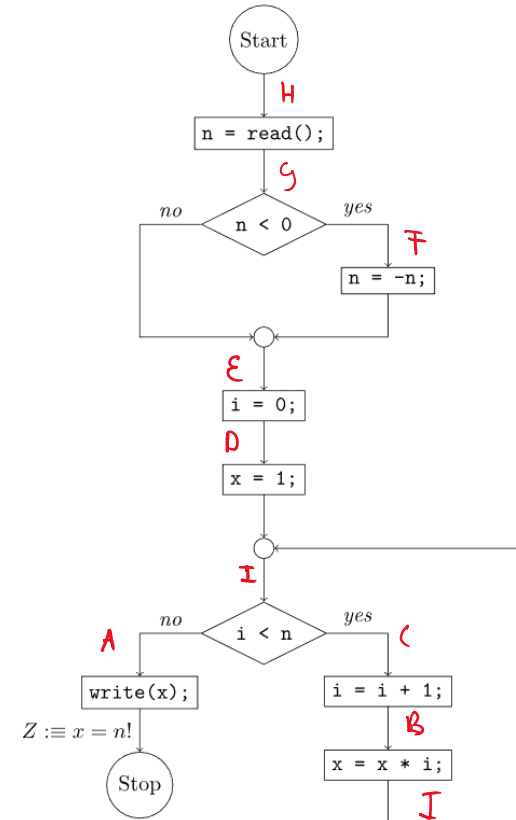 Start
H
n = read();
G
no
n < 0
yes
F
n = -n;
E
i = 0;
D
x = 1;
I
no
i < n
yes
A
C
write(x);
i = i + 1;
B
Z :≡ x = n!
x = x * i;
Stop
I